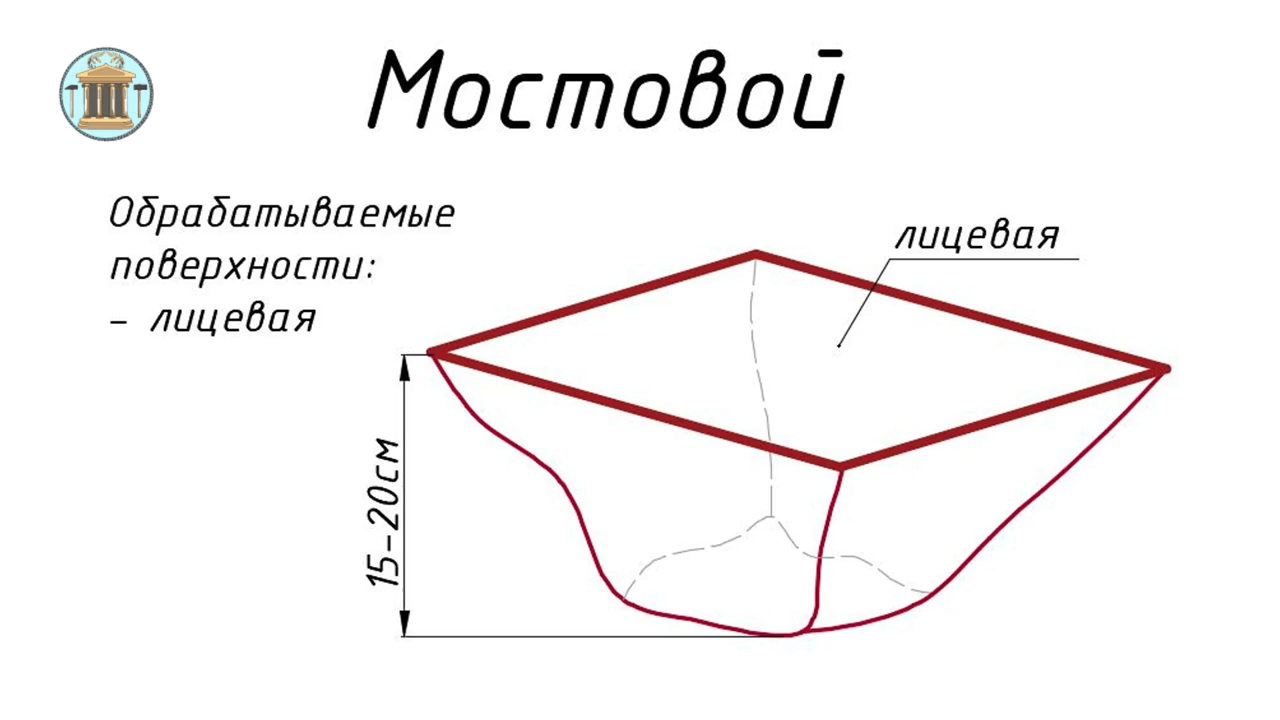 Мостовой
Обрабатываемые
поверхности:
- лицевая
лицевая
15-20см